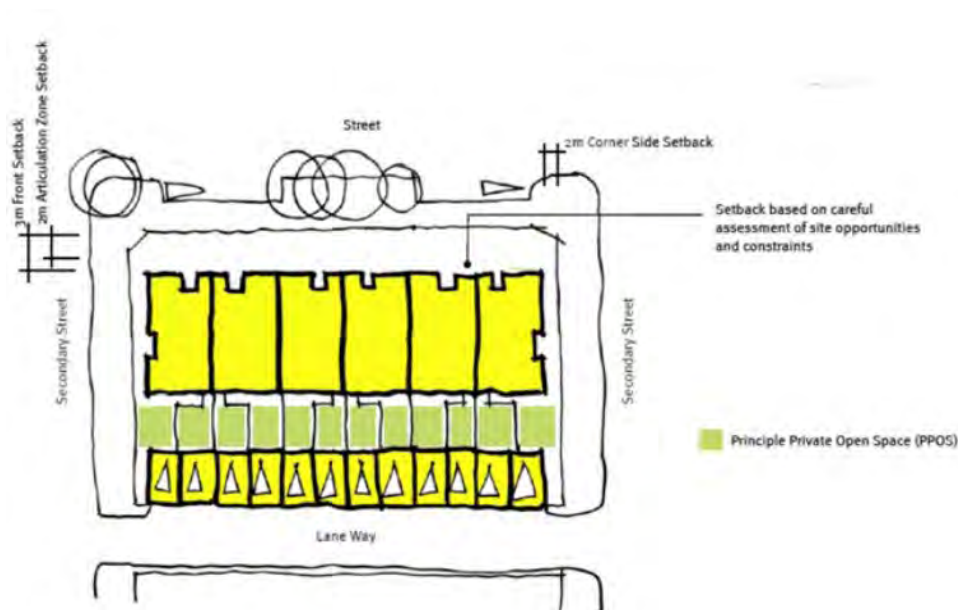 3m Front Setback
2m Articulation Zone Setback
Street
2m Corner Side Setback
Setback based on careful
assessment of site opportunities
and constraints
Secondary Street
Secondary Street
Principle Private Open Space (PPOS)
Lane Way